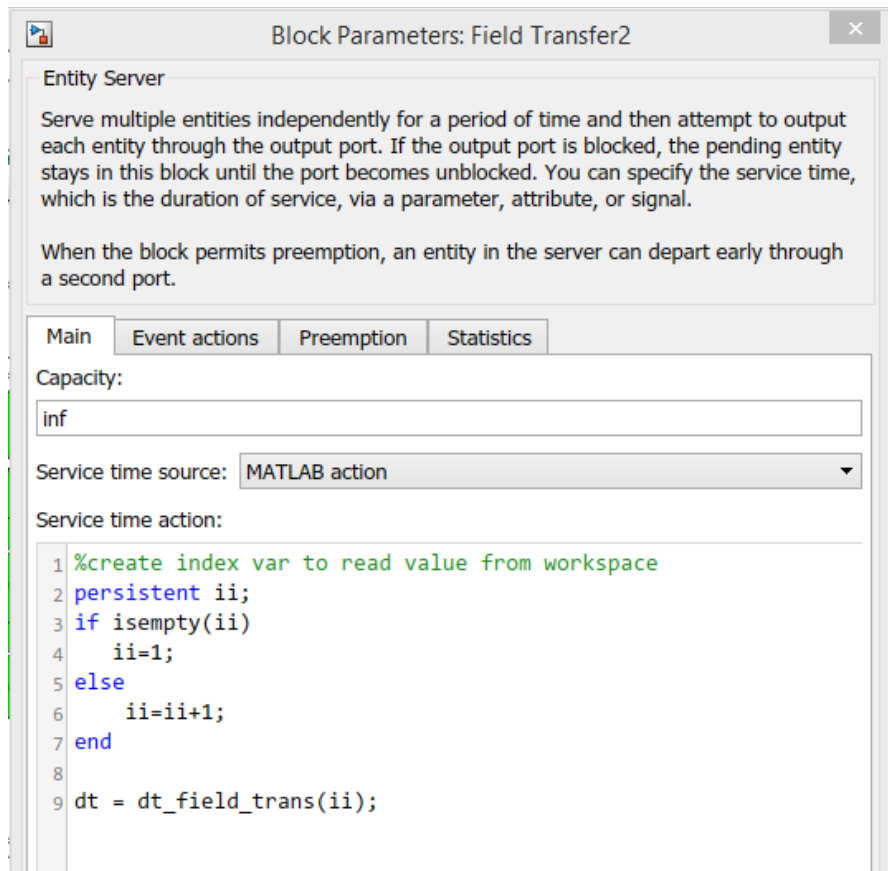 Block Parameters: Field Transfer2
×
Entity Server
Serve multiple entities independently for a period of time and then attempt to output
each entity through the output port. If the output port is blocked, the pending entity
stays in this block until the port becomes unblocked. You can specify the service time,
which is the duration of service, via a parameter, attribute, or signal.
When the block permits preemption, an entity in the server can depart early through
a second port.
Main Event actions Preemption Statistics
Capacity:
inf
Service time source: MATLAB action
Service time action:
1 %create index var to read value from workspace
2 persistent ii;
3 if isempty(ii)
4 ii=1;
5 else
6 ii=ii+1;
7 end
8
9 dt = dt_field_trans(ii);